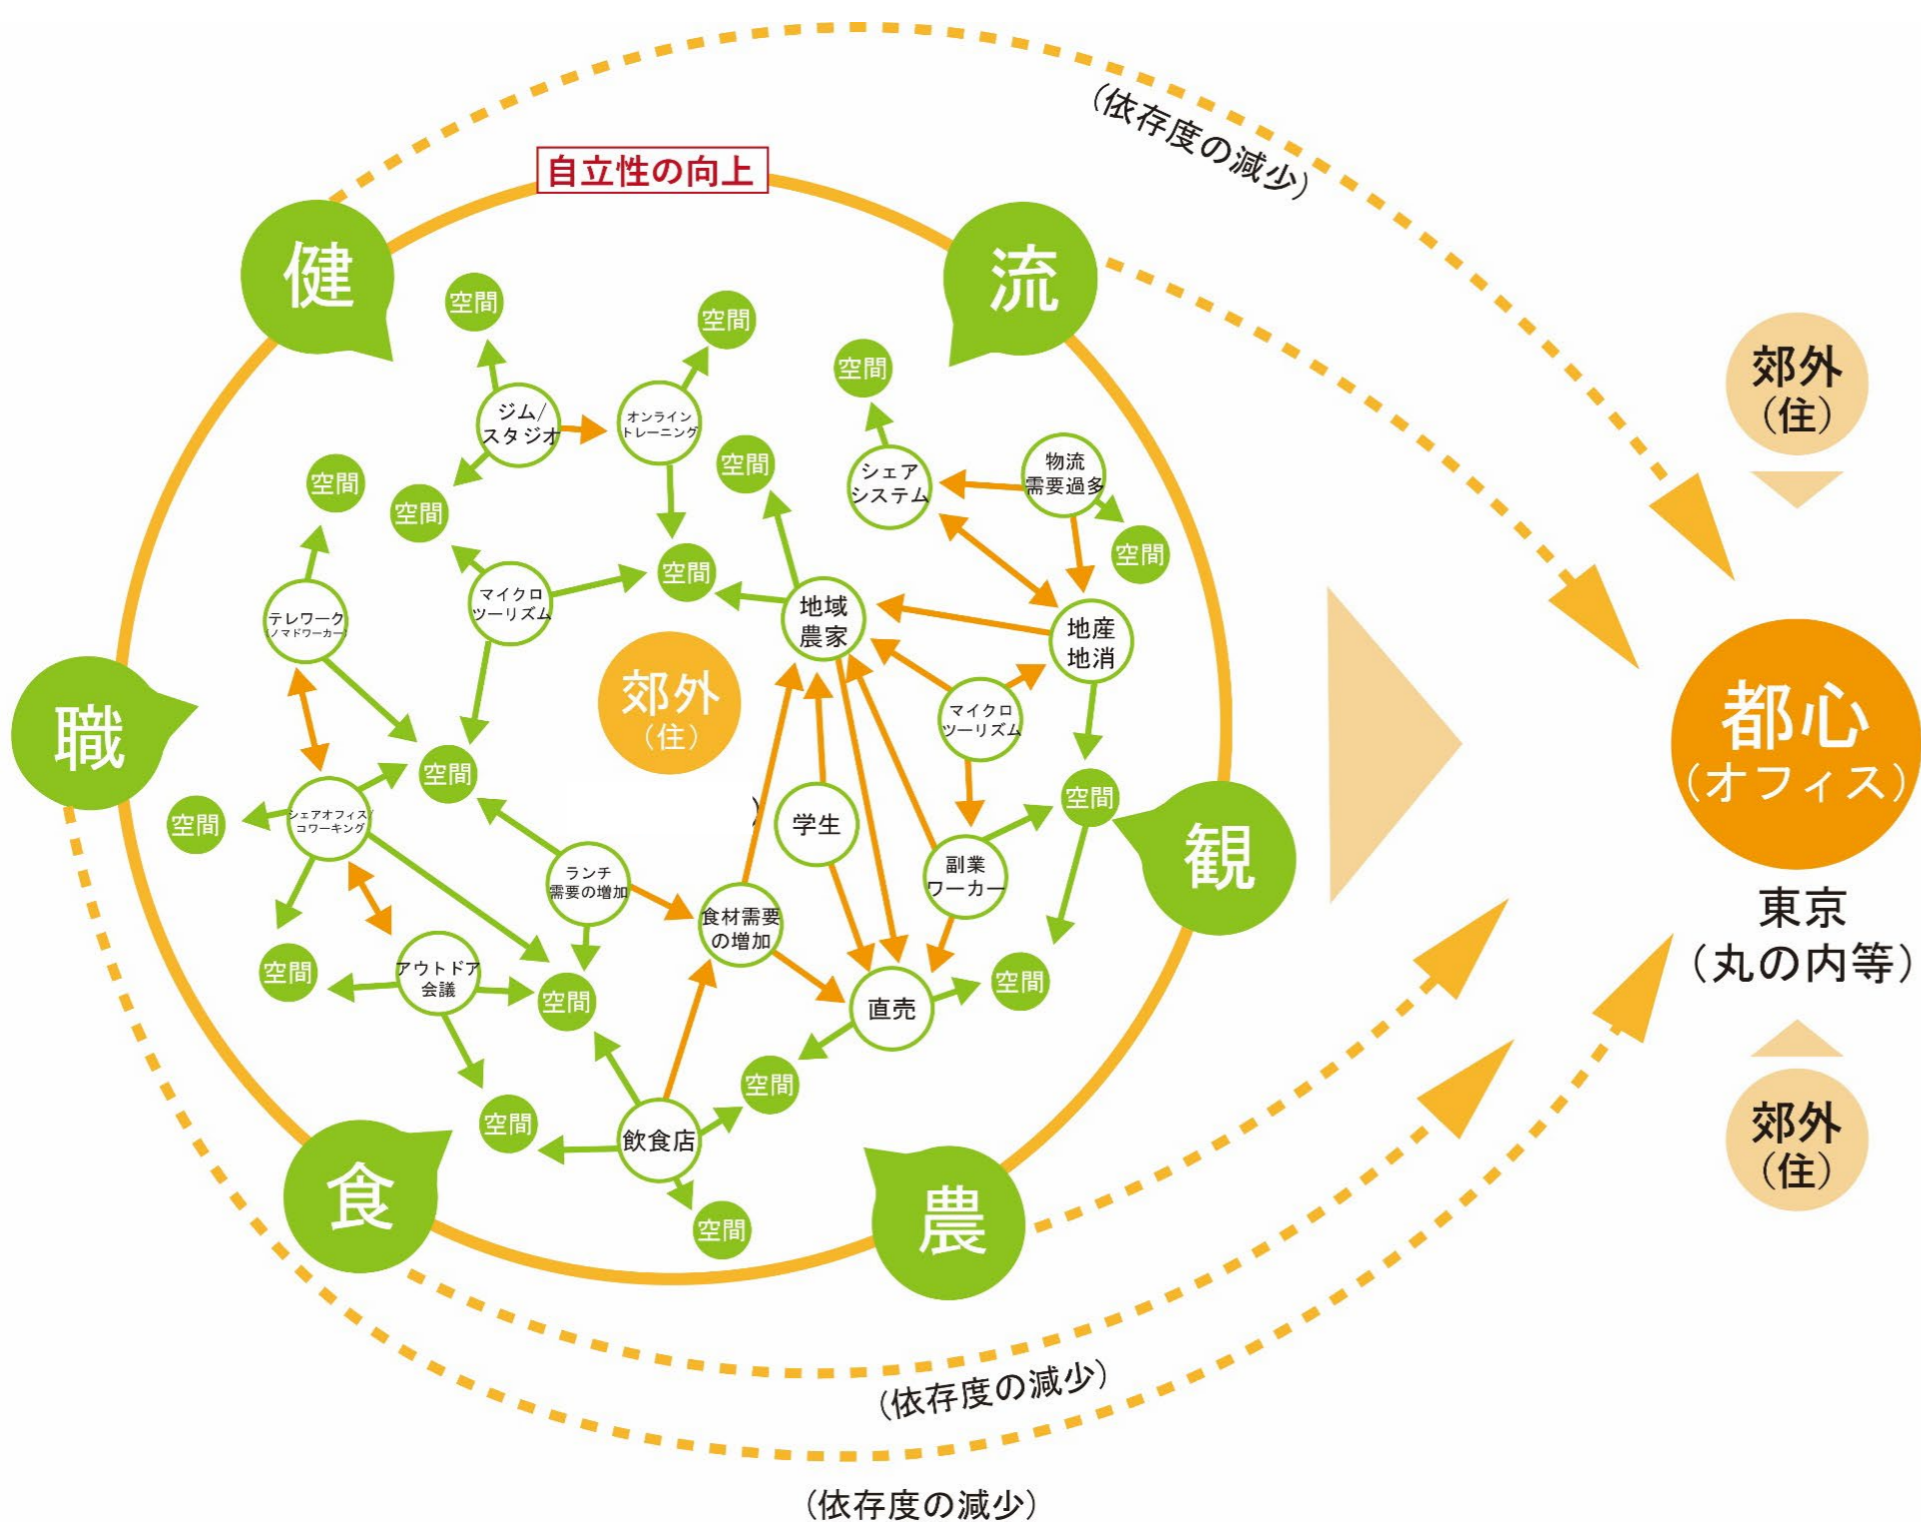 (依存度の減少)
自立性の向上
健
流
空間
空間
空間
郊外
(住)
ジム/
スタジオ
オンライン
トレーニング
空間
空間
空間
シェア
システム
物流
需要過多
空間
空間
空間
テレワーク
(ノマドワーカー)
マイクロ
ツーリズム
地域
農家
地産
地消
郊外
(住)
マイクロ
ツーリズム
都心
(オフィス)
職
空間
空間
シェアオフィス/
コワーキング
学生
空間
ランチ
需要の増加
副業
ワーカー
観
食材需要
の増加
東京
(丸の内等)
空間
アウトドア
会議
空間
直売
空間
空間
空間
飲食店
郊外
(住)
食
農
空間
(依存度の減少)
(依存度の減少)